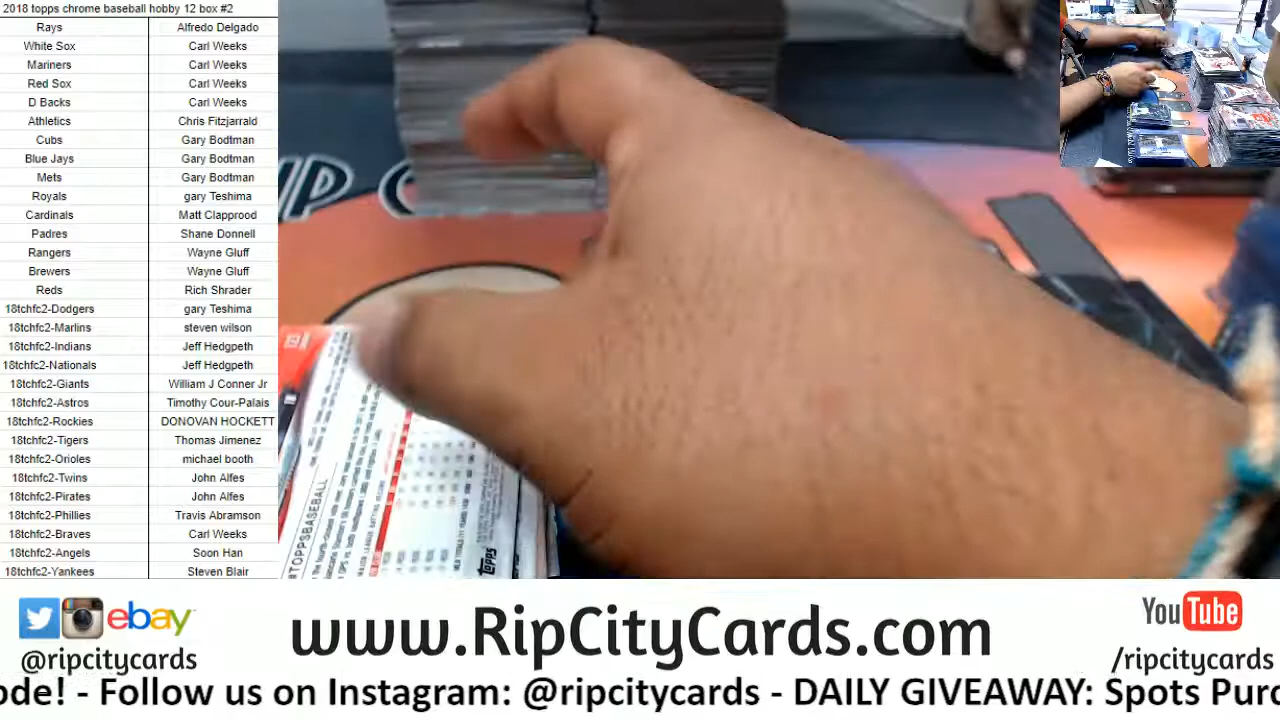 2018 topps chrome baseball hobby 12 box #2
Rays Alfredo Delgado
White Sox Carl Weeks
Mariners Carl Weeks
Red Sox Carl Weeks
D Backs Carl Weeks
Athletics Chris Fitzjarrald
Cubs Gary Bodtman
Blue Jays Gary Bodtman
Mets Gary Bodtman
Royals gary Teshima
Cardinals Matt Clapprood
Padres Shane Donnell
Rangers Wayne Gluff
Brewers Wayne Gluff
Reds Rich Shrader
18tchfc2-Dodgers gary Teshima
18tchfc2-Marlins steven wilson
18tchfc2-Indians Jeff Hedgpeth
18tchfc2-Nationals Jeff Hedgpeth
18tchfc2-Giants William J Conner Jr
18tchfc2-Astros Timothy Cour-Palais
18tchfc2-Rockies DONOVAN HOCKETT
18tchfc2-Tigers Thomas Jimenez
18tchfc2-Orioles michael booth
18tchfc2-Twins John Alfes
18tchfc2-Pirates John Alfes
18tchfc2-Phillies Travis Abramson
18tchfc2-Braves Carl Weeks
18tchfc2-Angels Soon Han
18tchfc2-Yankees Steven Blair
#TOPPSBASEBALL
TOPPS
ebay
@ripcitycards
www.RipCityCards.com
YouTube
/ripcitycards
ode! - Follow us on Instagram: @ripcitycards - DAILY GIVEAWAY: Spots Purc